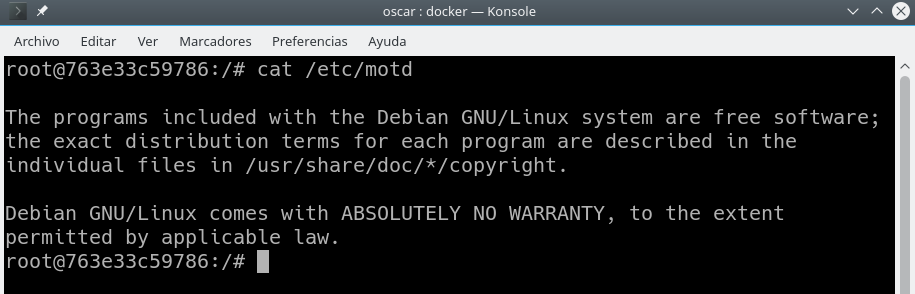 oscar : docker — Konsole
Archivo Editar Ver Marcadores Preferencias Ayuda
root@763e33c59786:/# cat /etc/motd
The programs included with the Debian GNU/Linux system are free software;
the exact distribution terms for each program are described in the
individual files in /usr/share/doc/*/copyright.
Debian GNU/Linux comes with ABSOLUTELY NO WARRANTY, to the extent
permitted by applicable law.
root@763e33c59786:/#